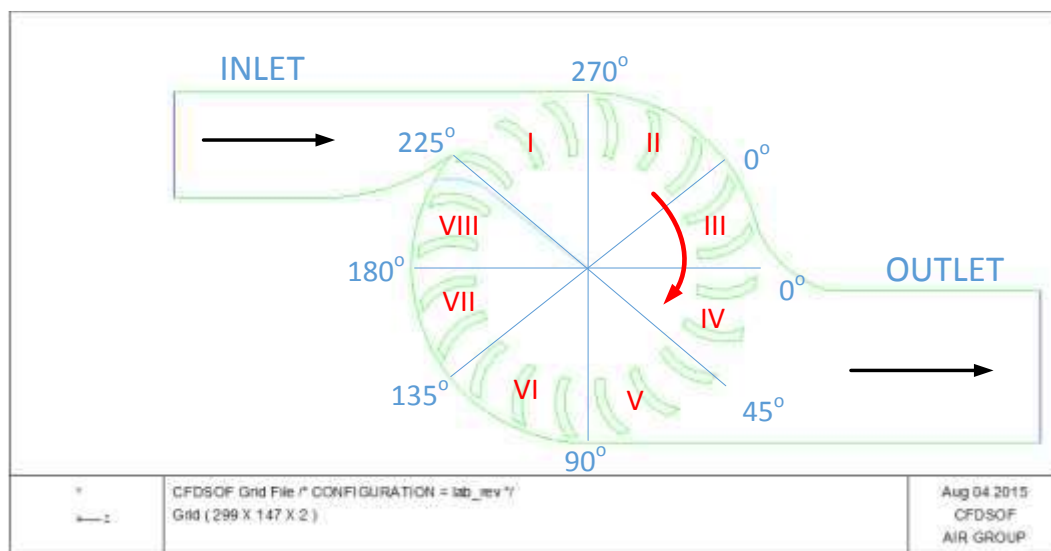 INLET
270°
225°
I
II
0°
VIII
III
180°
0°
OUTLET
VII
IV
135°
VI
V
45°
90°
CFDSOF Grid File /* CONFIGURATION = lab_rev */
Grid ( 299 X 147 X 2 )
Aug 04 2015
CFDSOF
AIR GROUP